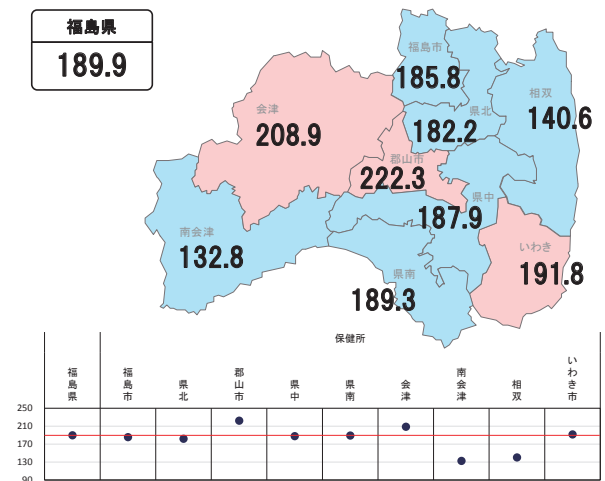 福島県
189.9
福島市
185.8
県北
182.2
相双
140.6
会津
208.9
郡山市
222.3
県中
187.9
南会津
132.8
いわき
191.8
県南
189.3
保健所
福島県
福島市
県北
郡山市
県中
県南
会津
南会津
相双
いわき市
250
210
170
130
90